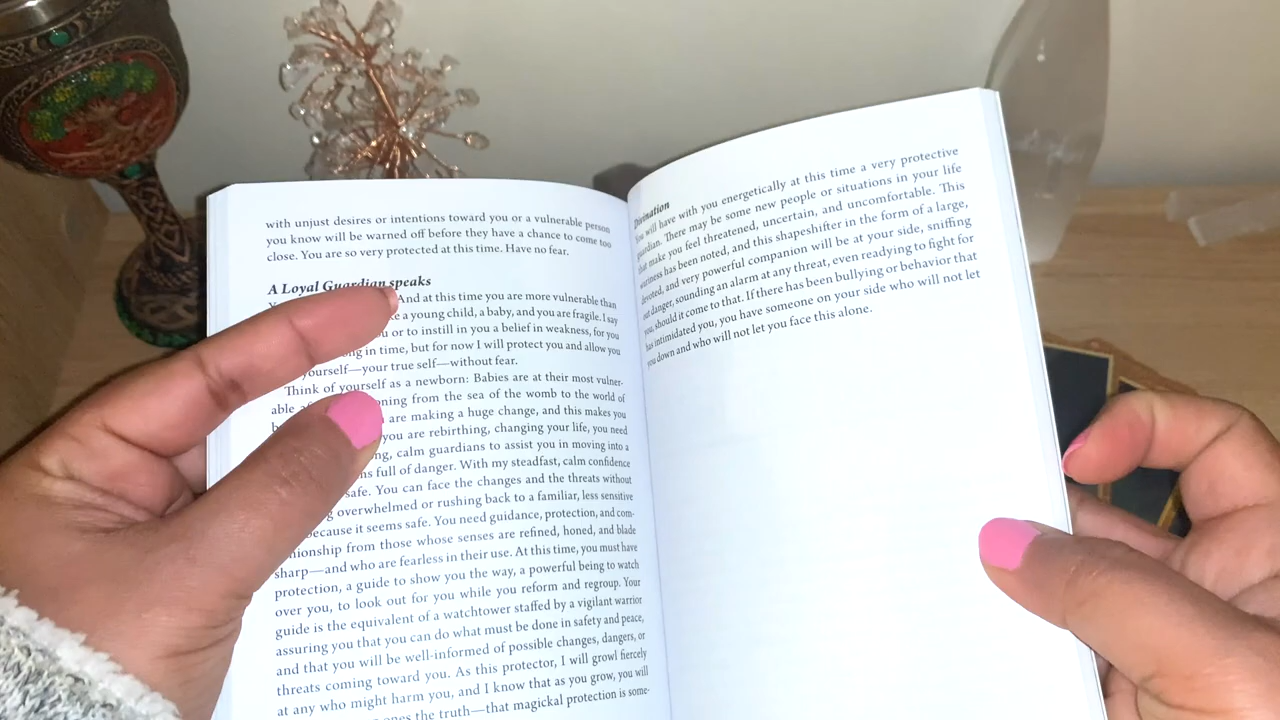 with unjust desires or intentions toward you or a vulnerable person
you know will be warned off before they have a chance to come too
close. You are so very protected at this time. Have no fear.
A Loyal Guardian speaks
And at this time you are more vulnerable than
a young child, a baby, and you are fragile. I say
or to instill in you a belief in weakness, for you
in time, but for now I will protect you and allow you
yourself—your true self—without fear.
Think of yourself as a newborn: Babies are at their most vulner-
able from the sea of the womb to the world of
are making a huge change, and this makes you
you are rebirthing, changing your life, you need
calm guardians to assist you in moving into a
full of danger. With my steadfast, calm confidence
safe. You can face the changes and the threats without
overwhelmed or rushing back to a familiar, less sensitive
because it seems safe. You need guidance, protection, and com-
from those whose senses are refined, honed, and blade
sharp—and who are fearless in their use. At this time, you must have
protection, a guide to show you the way, a powerful being to watch
over you, to look out for you while you reform and regroup. Your
guide is the equivalent of a watchtower staffed by a vigilant warrior
assuring you that you can do what must be done in safety and peace,
and that you will be well-informed of possible changes, dangers, or
threats coming toward you. As this protector, I will growl fiercely
at any who might harm you, and I know that as you grow, you will
the truth—that magickal protection is some-
Divination
You will have with you energetically at this time a very protective
guardian. There may be some new people or situations in your life
that make you feel threatened, uncertain, and uncomfortable. This
wariness has been noted, and this shapeshifter in the form of a large,
devoted, and very powerful companion will be at your side, sniffing
out danger, sounding an alarm at any threat, even readying to fight for
you, should it come to that. If there has been bullying or behavior that
has intimidated you, you have someone on your side who will not let
you down and who will not let you face this alone.